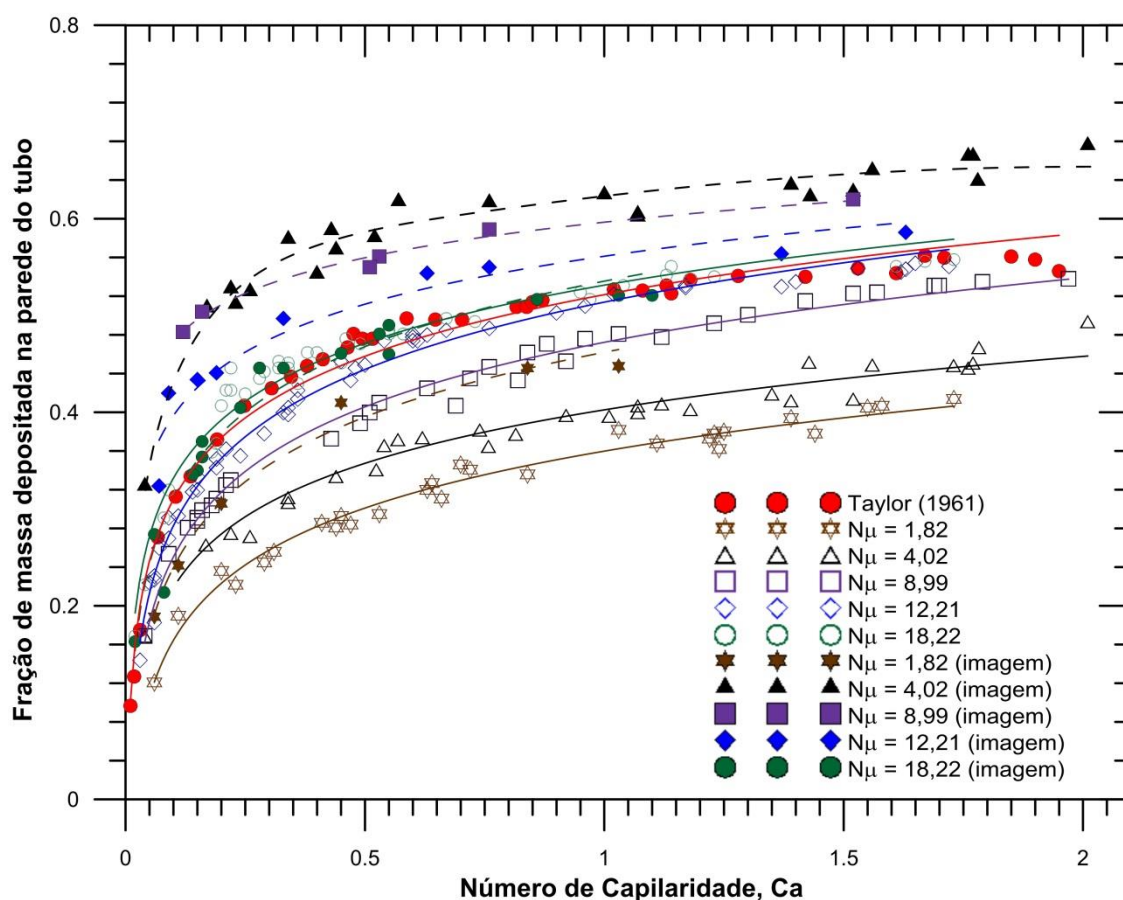 0.8
0.6
0.4
0.2
0
Fração de massa depositada na parede do tubo
Taylor (1961)
Nμ = 1,82
Nμ = 4,02
Nμ = 8,99
Nμ = 12,21
Nμ = 18,22
Nμ = 1,82 (imagem)
Nμ = 4,02 (imagem)
Nμ = 8,99 (imagem)
Nμ = 12,21 (imagem)
Nμ = 18,22 (imagem)
0 0.5 1 1.5 2
Número de Capilaridade, Ca